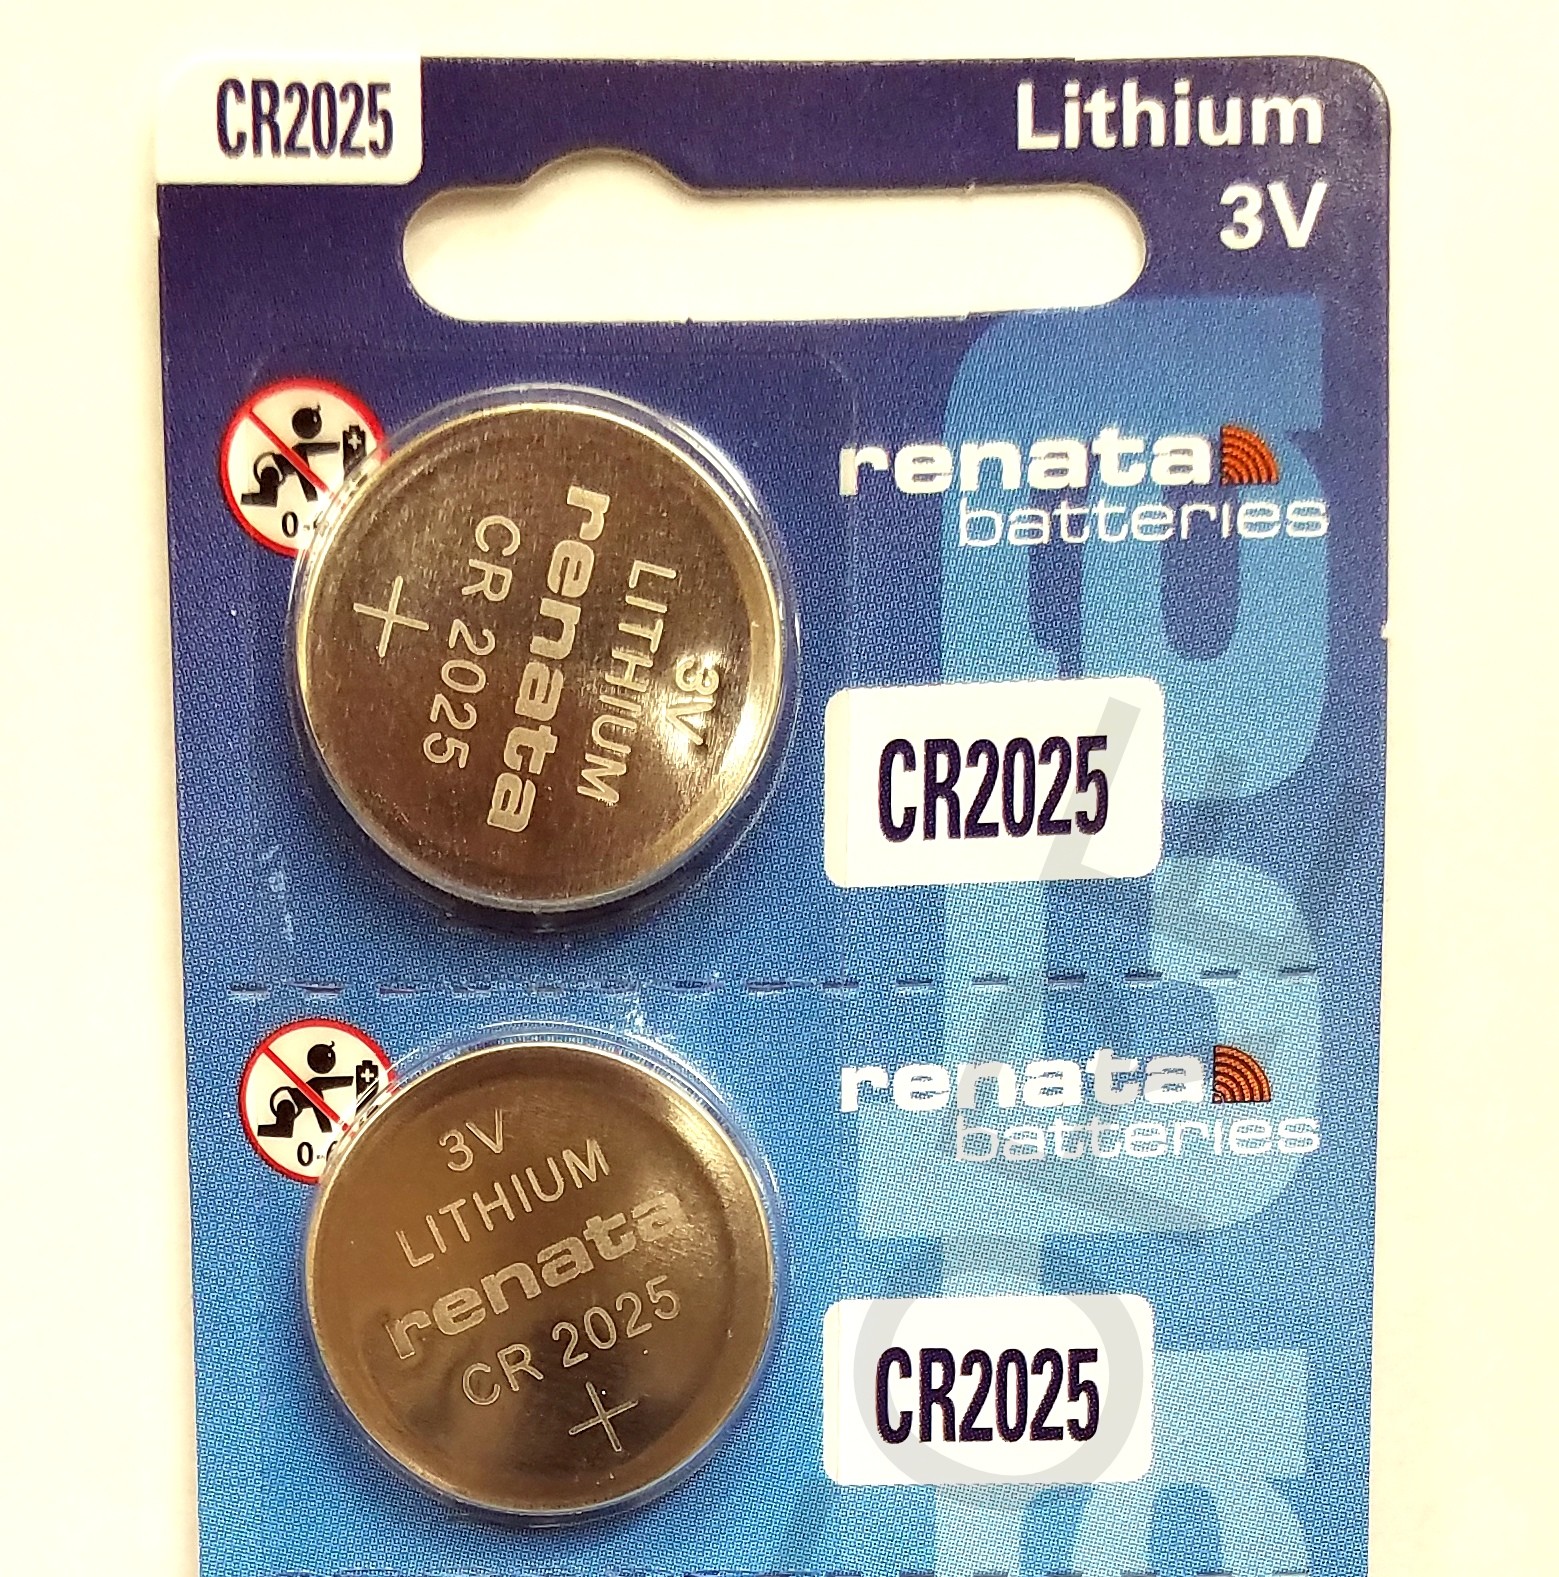 CR2025
Lithium
3V
renata
batteries
3V
LITHIUM
renata
CR 2025
+
CR2025
renata
batteries
3V
LITHIUM
renata
CR 2025
+
CR2025